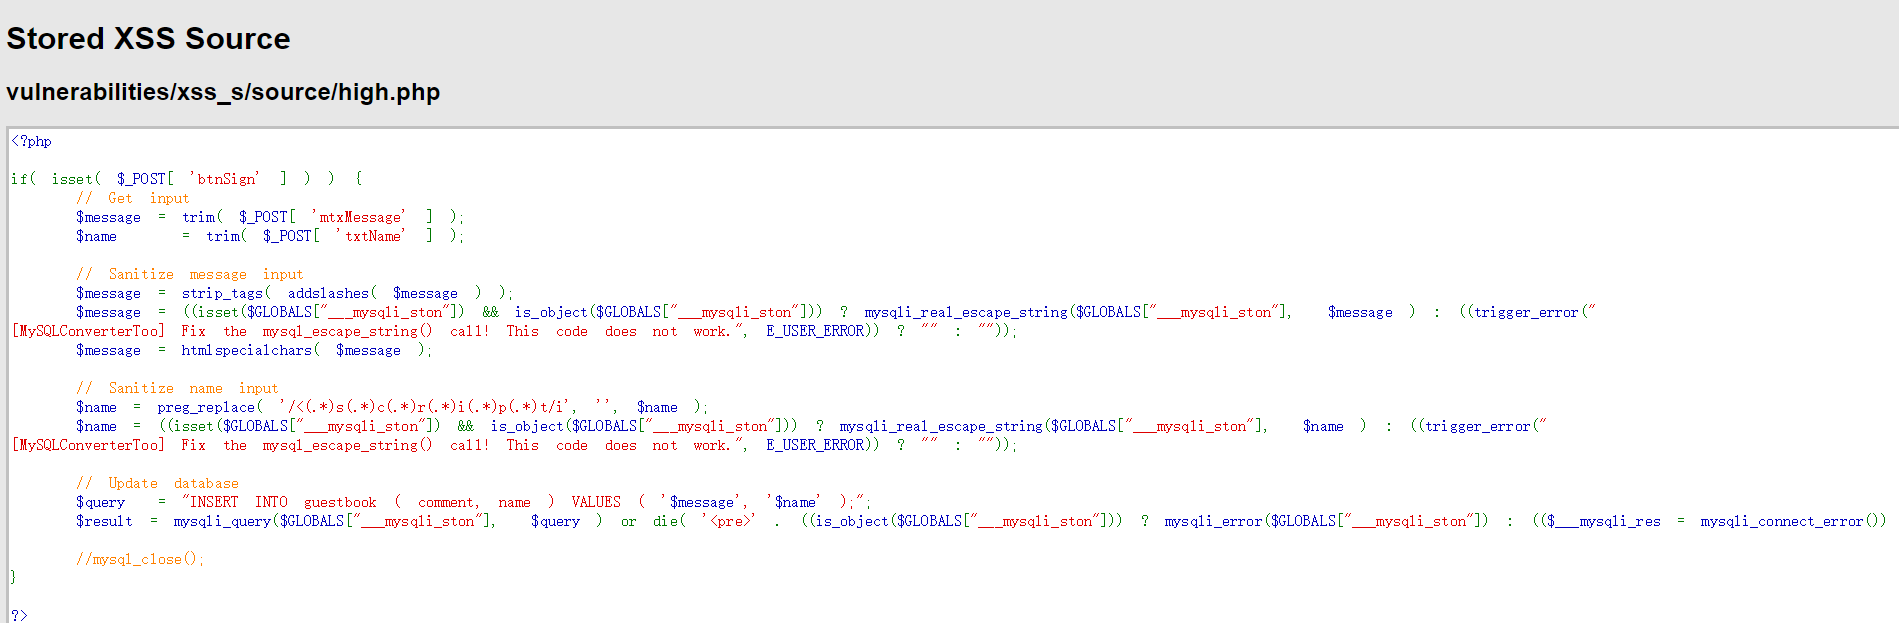 Stored XSS Source
vulnerabilities/xss_s/source/high.php
<?php
if( isset( $_POST[ 'btnSign' ] ) ) {
// Get input
$message = trim( $_POST[ 'mtxMessage' ] );
$name = trim( $_POST[ 'txtName' ] );
// Sanitize message input
$message = strip_tags( addslashes( $message ) );
$message = ((isset($GLOBALS["___mysqli_ston"]) && is_object($GLOBALS["___mysqli_ston"])) ? mysqli_real_escape_string($GLOBALS["___mysqli_ston"], $message ) : ((trigger_error("
[MySQLConverterToo] Fix the mysql_escape_string() call! This code does not work.", E_USER_ERROR)) ? "" : ""));
$message = htmlspecialchars( $message );
// Sanitize name input
$name = preg_replace( '/<(.*)s(.*)c(.*)r(.*)i(.*)p(.*)t/i', '', $name );
$name = ((isset($GLOBALS["___mysqli_ston"]) && is_object($GLOBALS["___mysqli_ston"])) ? mysqli_real_escape_string($GLOBALS["___mysqli_ston"], $name ) : ((trigger_error("
[MySQLConverterToo] Fix the mysql_escape_string() call! This code does not work.", E_USER_ERROR)) ? "" : ""));
// Update database
$query = "INSERT INTO guestbook ( comment, name ) VALUES ( '$message', '$name' );";
$result = mysqli_query($GLOBALS["___mysqli_ston"], $query ) or die( '<pre>' . ((is_object($GLOBALS["___mysqli_ston"])) ? mysqli_error($GLOBALS["___mysqli_ston"]) : (($___mysqli_res = mysqli_connect_error())
//mysql_close();
}
?>